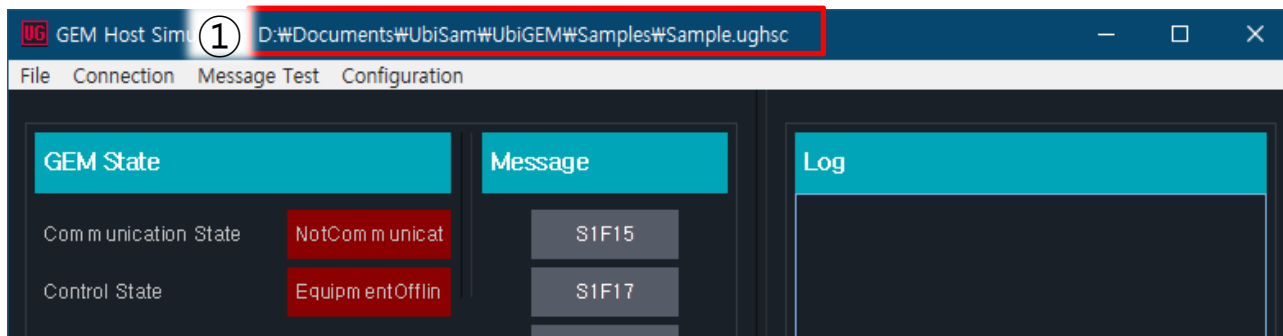 UG GEM Host Simu ① D:₩Documents₩UbiSam₩UbiGEM₩Samples₩Sample.ughsc
File Connection Message Test Configuration
GEM State Message Log
Communication State NotCommunicat S1F15
Control State EquipmentOfflin S1F17